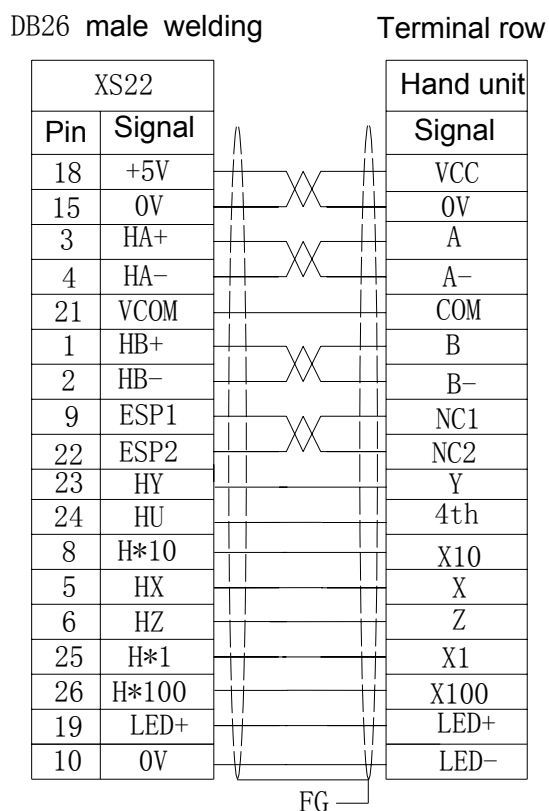 DB26 male welding Terminal row
XS22 Hand unit
Pin Signal Signal
18 +5V VCC
15 0V 0V
3 HA+ A
4 HA- A-
21 VCOM COM
1 HB+ B
2 HB- B-
9 ESP1 NC1
22 ESP2 NC2
23 HY Y
24 HU 4th
8 H*10 X10
5 HX X
6 HZ Z
25 H*1 X1
26 H*100 X100
19 LED+ LED+
10 0V LED-
FG